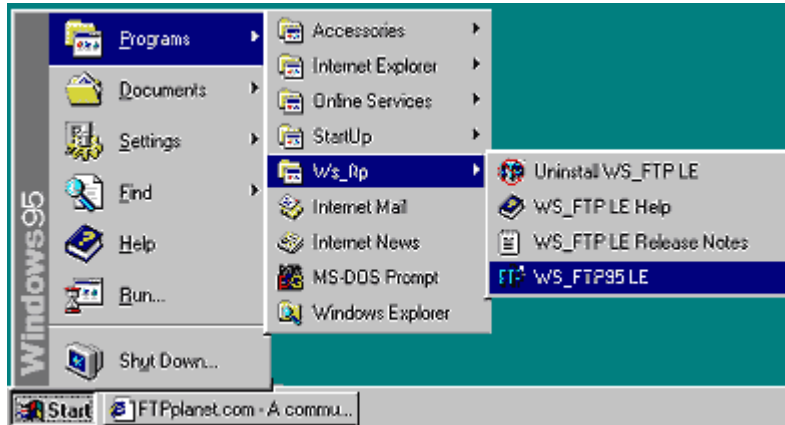 Windows95
Programs
Documents
Settings
Find
Help
Run...
Shut Down...
Accessories
Internet Explorer
Online Services
StartUp
Ws_ftp
Internet Mail
Internet News
MS-DOS Prompt
Windows Explorer
Uninstall WS_FTP LE
WS_FTP LE Help
WS_FTP LE Release Notes
WS_FTP95 LE
Start
FTPplanet.com - A commu...